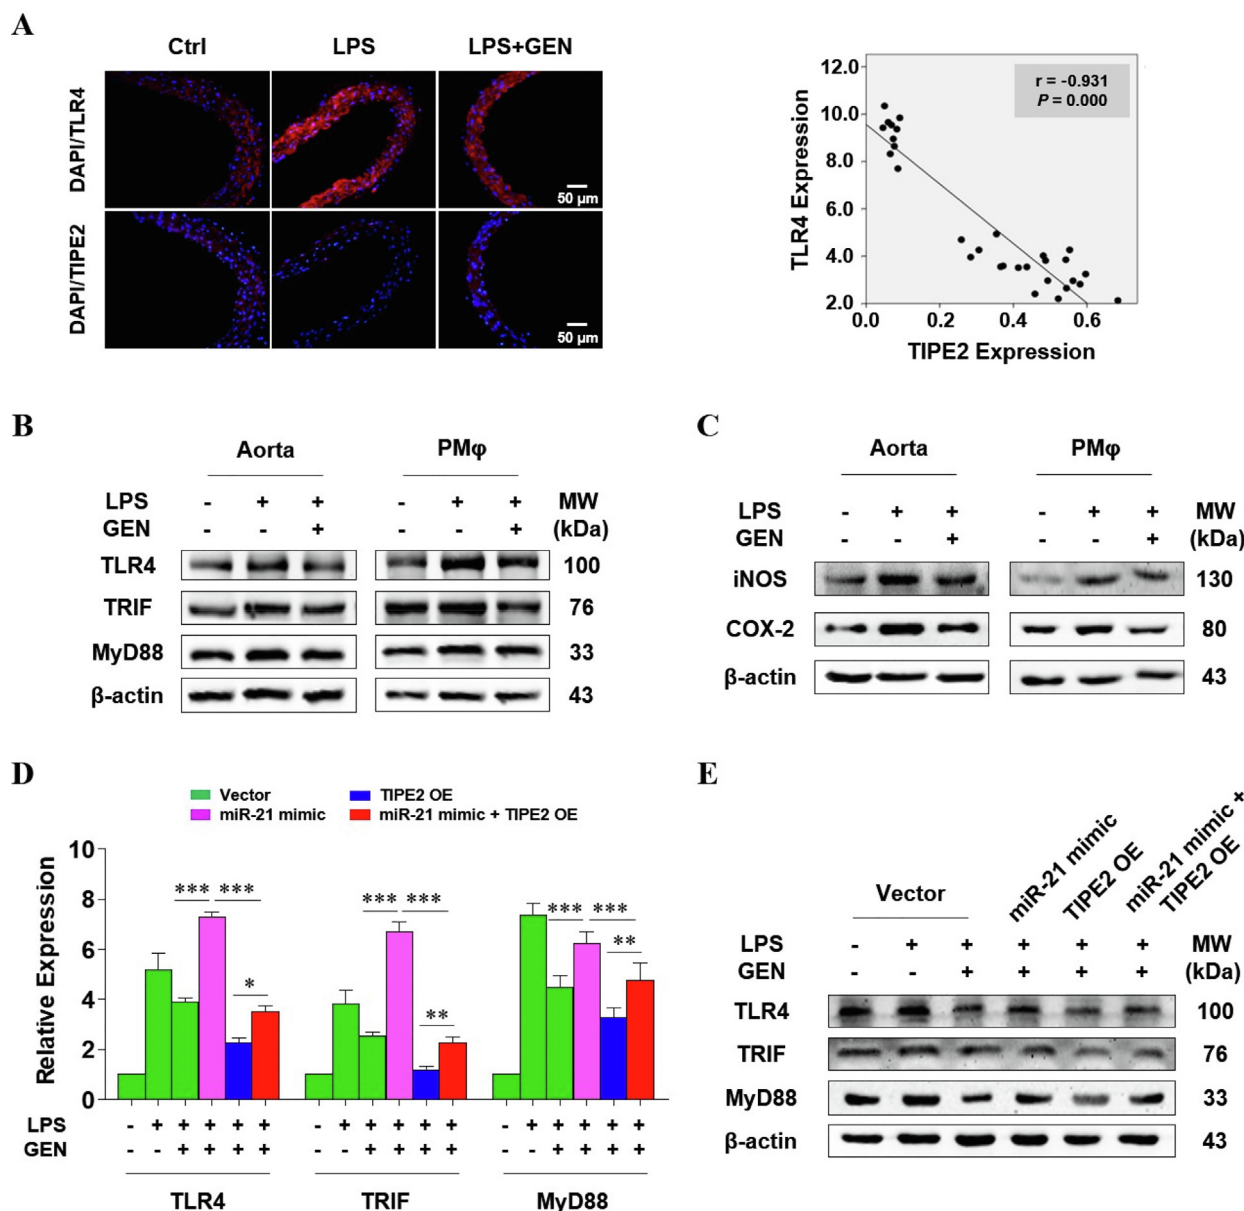 A
Ctrl LPS LPS+GEN
DAPI/TLR4
50 µm
DAPI/TIPE2
50 µm
TLR4 Expression
12.0
10.0
8.0
6.0
4.0
2.0
r = -0.931
P = 0.000
0.0 0.2 0.4 0.6
TIPE2 Expression
B
Aorta PMφ
LPS - + + - + + MW
GEN - - + - - + (kDa)
TLR4 100
TRIF 76
MyD88 33
β-actin 43
C
Aorta PMφ
LPS - + + - + + MW
GEN - - + - - + (kDa)
iNOS 130
COX-2 80
β-actin 43
D
Vector TIPE2 OE
miR-21 mimic miR-21 mimic + TIPE2 OE
Relative Expression
10
8
6
4
2
0
*** *** *** *** *** ***
* ** **
LPS - + + + + + - + + + + + - + + + + +
GEN - - + + + + - - + + + + - - + + + +
TLR4 TRIF MyD88
E
Vector
miR-21 mimic
TIPE2 OE
miR-21 mimic +
TIPE2 OE
LPS - + + + + + MW
GEN - - + + + + (kDa)
TLR4 100
TRIF 76
MyD88 33
β-actin 43